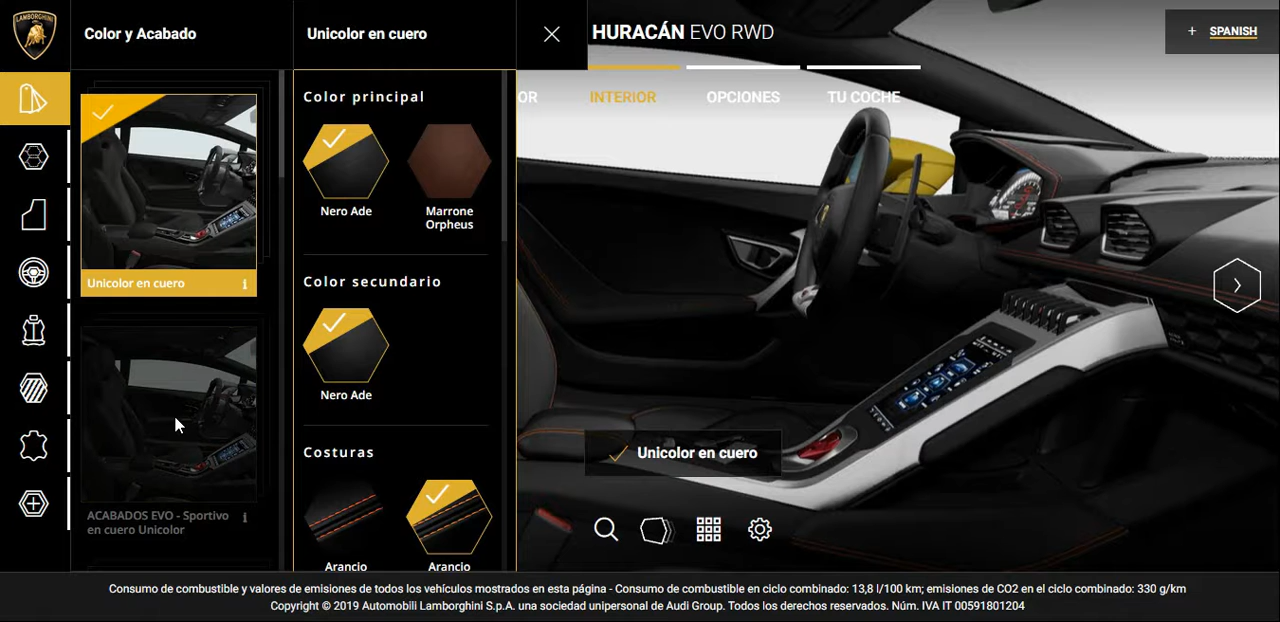 LAMBORGHINI
Color y Acabado
Unicolor en cuero
HURACÁN EVO RWD
+ SPANISH
OR
INTERIOR
OPCIONES
TU COCHE
Color principal
Nero Ade
Marrone
Orpheus
Unicolor en cuero
Color secundario
Nero Ade
Costuras
Arancio
Arancio
Unicolor en cuero
ACABADOS EVO - Sportivo
en cuero Unicolor
Consumo de combustible y valores de emisiones de todos los vehículos mostrados en esta página - Consumo de combustible en ciclo combinado: 13,8 l/100 km; emisiones de CO2 en el ciclo combinado: 330 g/km
Copyright © 2019 Automobili Lamborghini S.p.A. una sociedad unipersonal de Audi Group. Todos los derechos reservados. Núm. IVA IT 00591801204